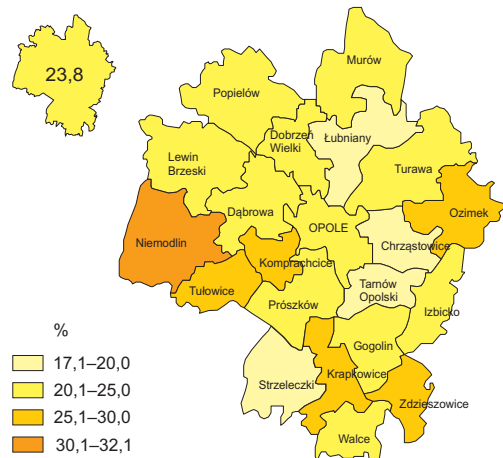 23,8
Murów
Popielów
Dobrzeń
Wielki
Łubniany
Lewin
Brzeski
Turawa
Dąbrowa
OPOLE
Ozimek
Niemodlin
Chrząstowice
Komprachcice
Tułowice
Tarnów
Opolski
Prószków
Izbicko
Gogolin
Strzeleczki
Krapkowice
Zdzieszowice
Walce
%
17,1–20,0
20,1–25,0
25,1–30,0
30,1–32,1